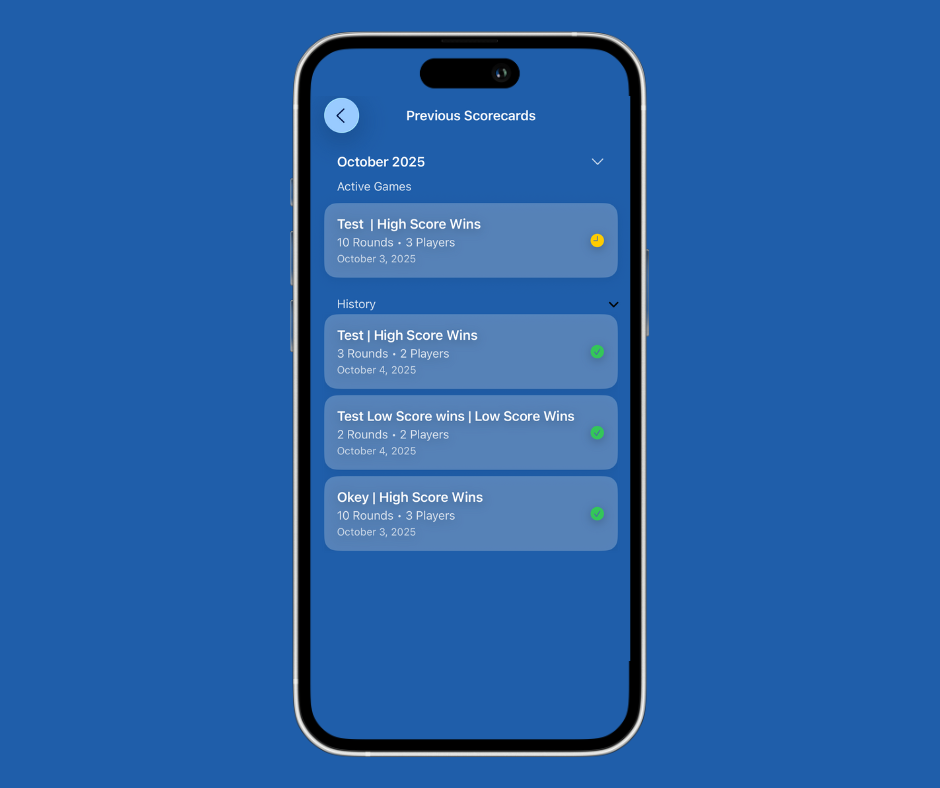 Previous Scorecards
October 2025
Active Games
Test  | High Score Wins
10 Rounds • 3 Players
October 3, 2025
History
Test | High Score Wins
3 Rounds • 2 Players
October 4, 2025
Test Low Score wins | Low Score Wins
2 Rounds • 2 Players
October 4, 2025
Okey | High Score Wins
10 Rounds • 3 Players
October 3, 2025